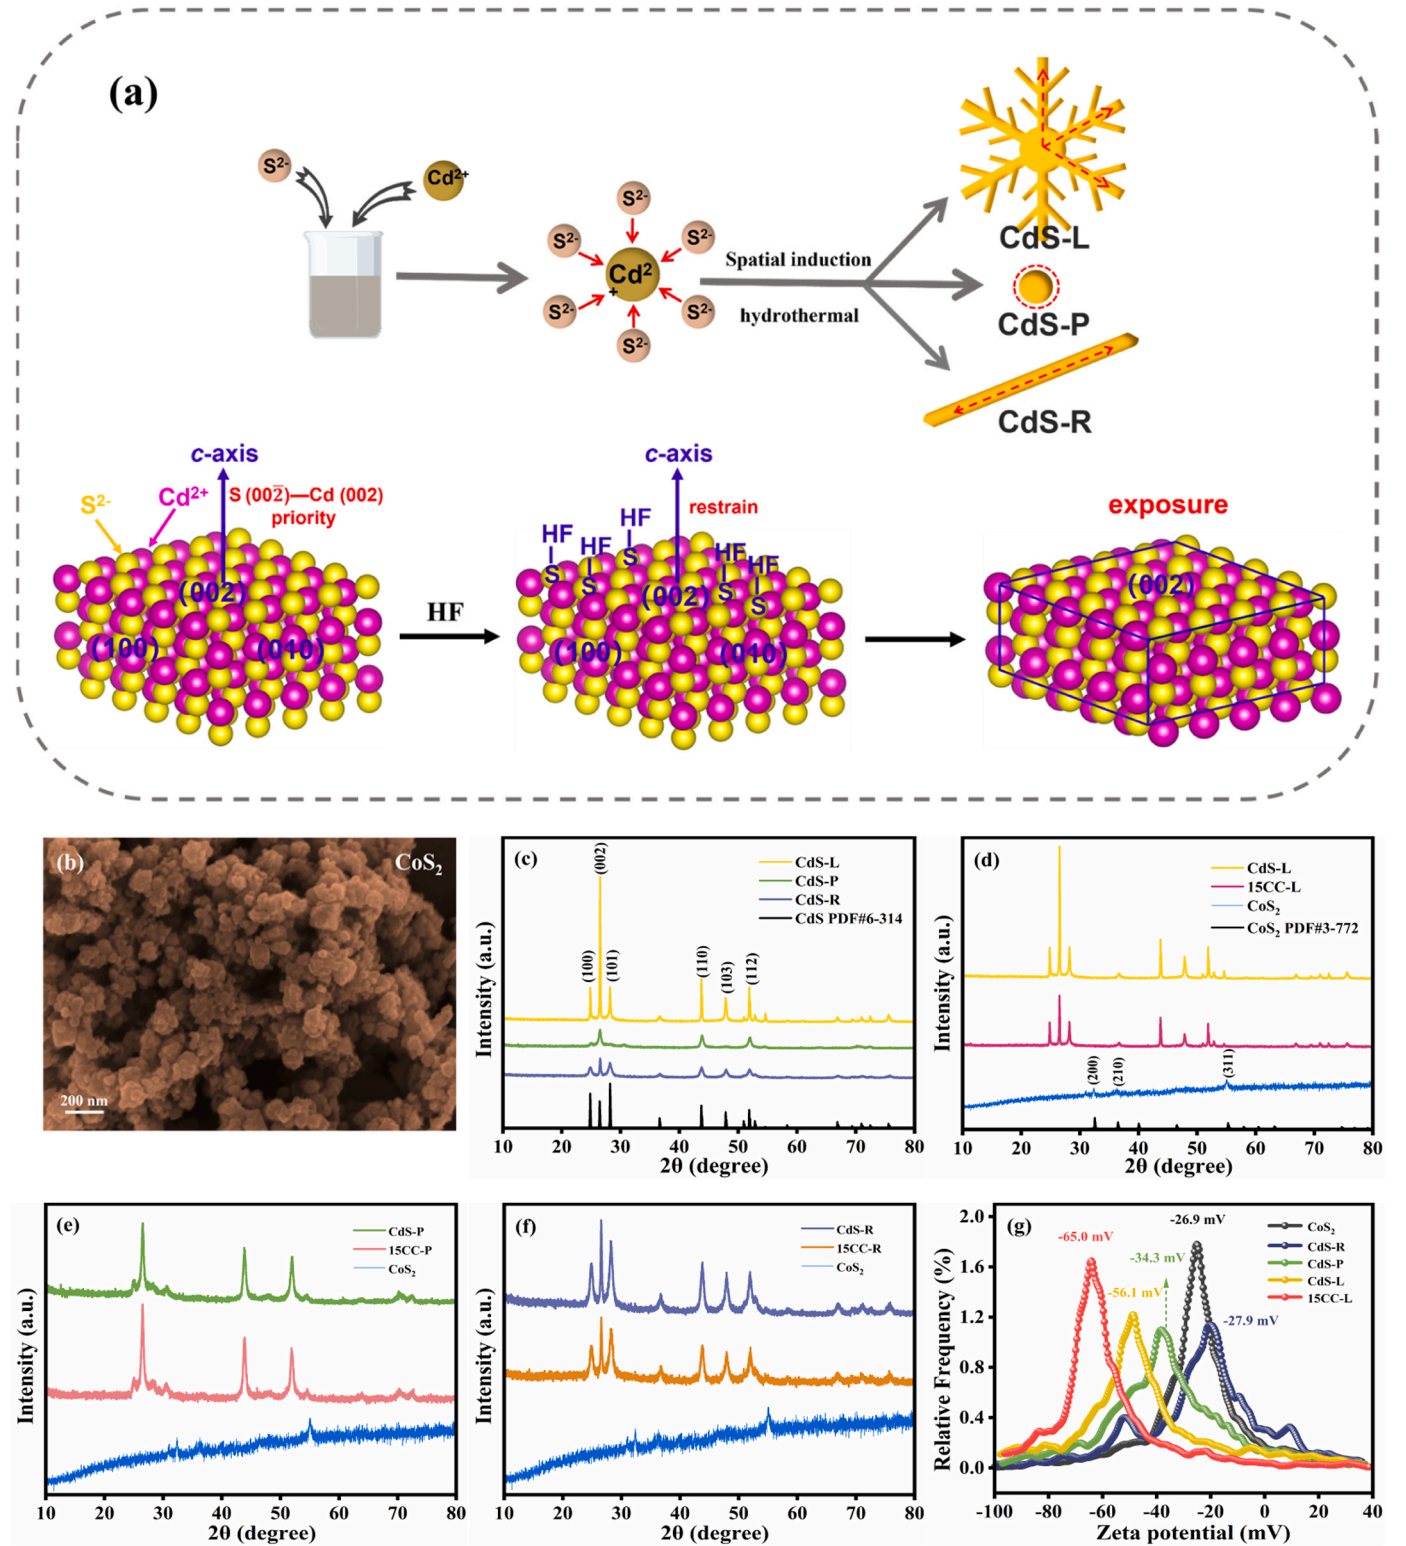 (a)
S2-
Cd2+
S2-
S2-
S2-
Cd2
+
S2-
S2-
S2-
Spatial induction
hydrothermal
CdS-L
CdS-P
CdS-R
c-axis
S2-
Cd2+
S (002̅)—Cd (002)
priority
(002)
(100)
(010)
HF
c-axis
restrain
HF
HF
HF
HF
HF
S
S
S
S
S
(002)
(100)
(010)
exposure
(002)
(b)
CoS2
200 nm
(c)
(002)
CdS-L
CdS-P
CdS-R
CdS PDF#6-314
(100)
(101)
(110)
(103)
(112)
Intensity (a.u.)
10 20 30 40 50 60 70 80
2θ (degree)
(d)
CdS-L
15CC-L
CoS2
CoS2 PDF#3-772
(200)
(210)
(311)
Intensity (a.u.)
10 20 30 40 50 60 70 80
2θ (degree)
(e)
CdS-P
15CC-P
CoS2
Intensity (a.u.)
10 20 30 40 50 60 70 80
2θ (degree)
(f)
CdS-R
15CC-R
CoS2
Intensity (a.u.)
10 20 30 40 50 60 70 80
2θ (degree)
(g)
-26.9 mV
-65.0 mV
-34.3 mV
-56.1 mV
-27.9 mV
CoS2
CdS-R
CdS-P
CdS-L
15CC-L
2.0
1.6
1.2
0.8
0.4
0.0
Relative Frequency (%)
-100 -80 -60 -40 -20 0 20 40
Zeta potential (mV)